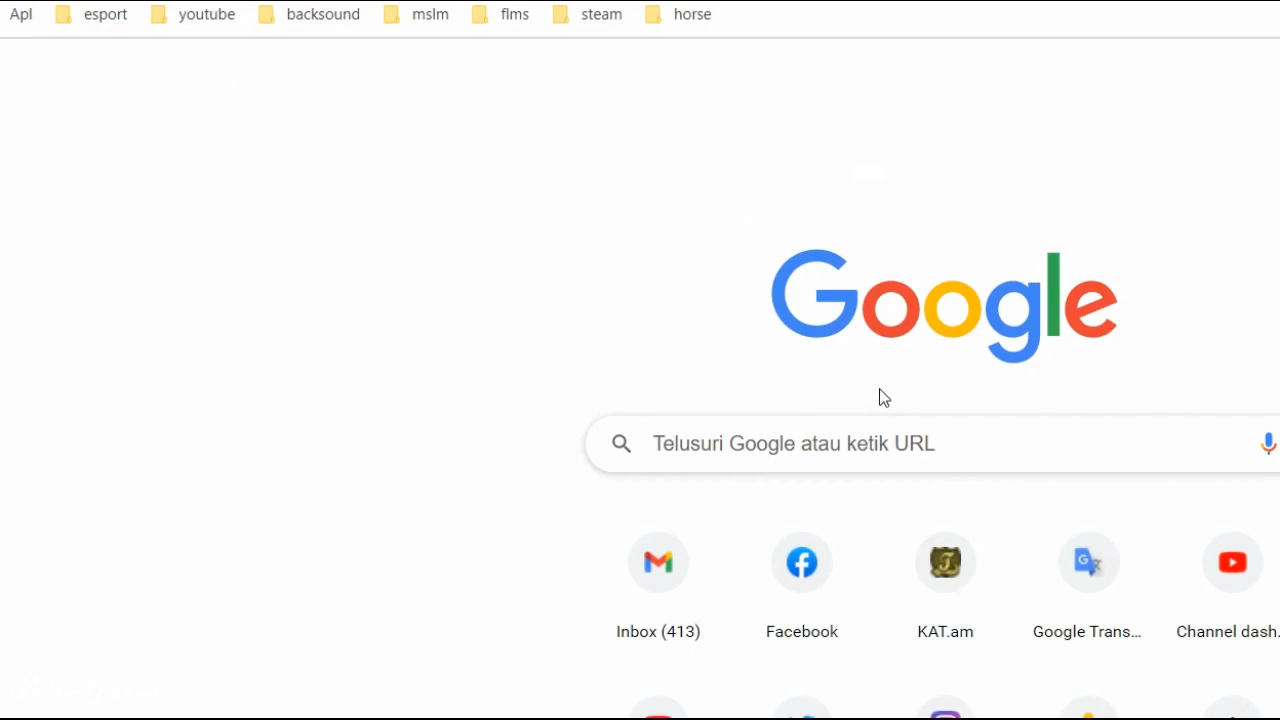 Apl esport youtube backsound mslm flms steam horse
Google
Telusuri Google atau ketik URL
Inbox (413) Facebook KAT.am Google Trans... Channel dash.